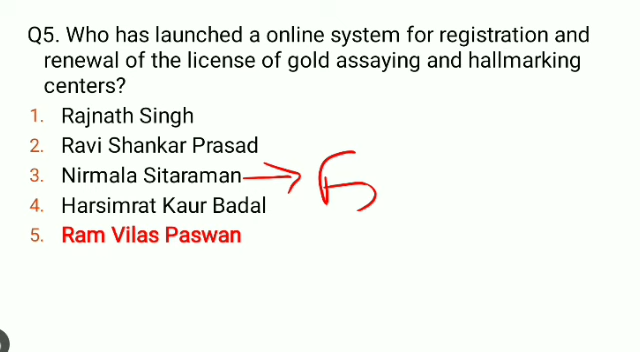 Q5. Who has launched a online system for registration and
renewal of the license of gold assaying and hallmarking
centers?
1. Rajnath Singh
2. Ravi Shankar Prasad
3. Nirmala Sitaraman
4. Harsimrat Kaur Badal
5. Ram Vilas Paswan